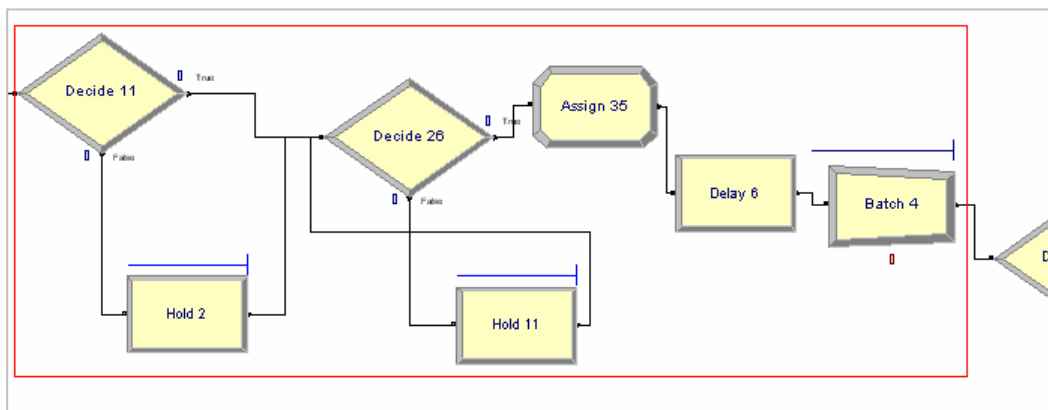 Decide 11
True
False
Hold 2
Decide 26
True
False
Hold 11
Assign 35
Delay 6
Batch 4
D